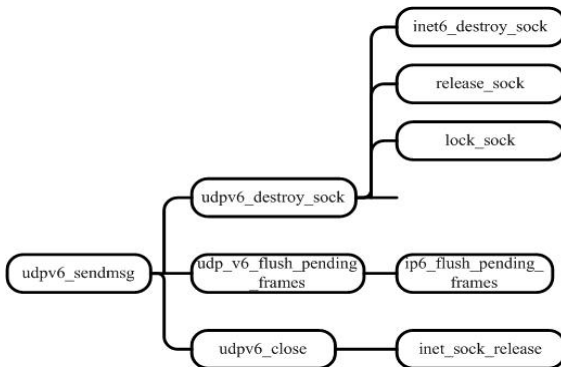 inet6_destroy_sock
release_sock
lock_sock
udpv6_destroy_sock
udpv6_sendmsg
udp_v6_flush_pending
_frames
ip6_flush_pending_
frames
udpv6_close
inet_sock_release